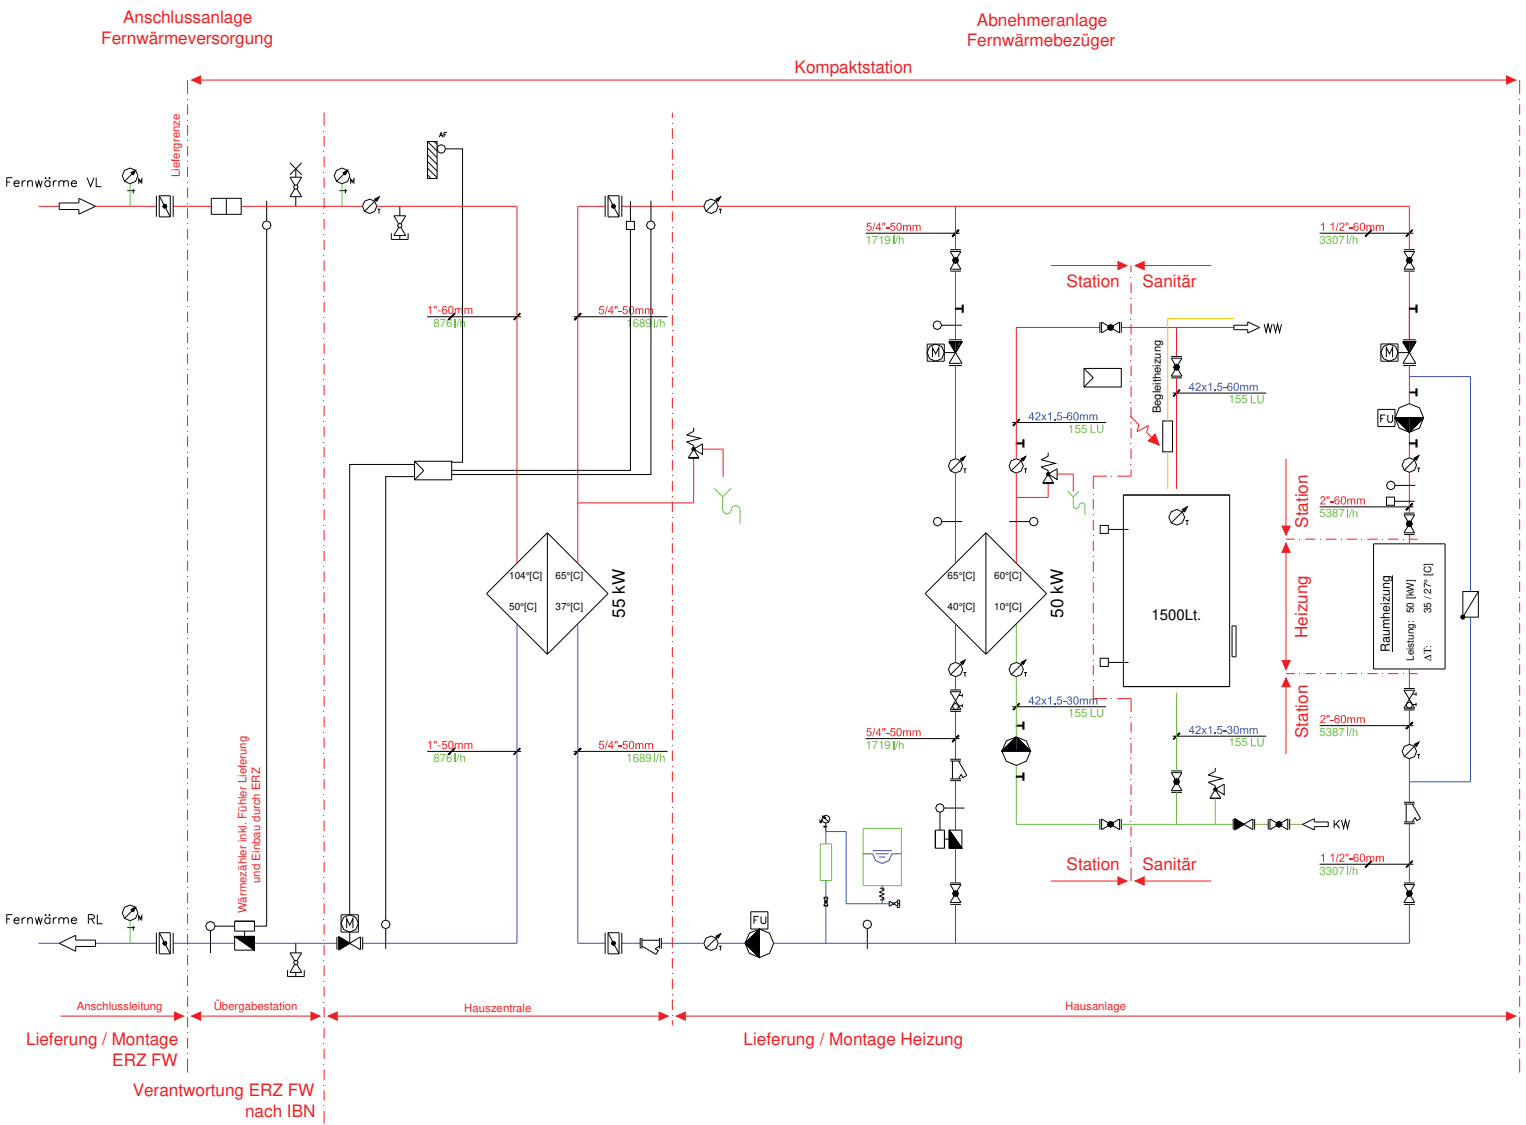 Anschlussanlage
Fernwärmeversorgung
Abnehmeranlage
Fernwärmebezüger
Kompaktstation
Liefergrenze
AF
Fernwärme VL
M
M
T
T
5/4"-50mm
1719 l/h
1 1/2"-60mm
3307 l/h
Station
Sanitär
1"-60mm
876 l/h
5/4"-50mm
1689 l/h
WW
M
M
Begleitheizung
42x1.5-60mm
155 LU
42x1.5-60mm
155 LU
FU
T
T
T
2"-60mm
5387 l/h
Station
T
104°[C]
65°[C]
50°[C]
37°[C]
55 kW
65°[C]
60°[C]
40°[C]
10°[C]
50 kW
1500Lt.
Heizung
Raumheizung
Leistung: 50 [kW]
ΔT: 35 / 27° [C]
T
T
42x1.5-30mm
155 LU
Station
2"-60mm
5387 l/h
1"-50mm
876 l/h
5/4"-50mm
1689 l/h
5/4"-50mm
1719 l/h
42x1.5-30mm
155 LU
T
Wärmezähler inkl. Fühler Lieferung
und Einbau durch ERZ
KW
Station
Sanitär
1 1/2"-60mm
3307 l/h
Fernwärme RL
M
M
T
FU
Anschlussleitung
Übergabestation
Hauszentrale
Hausanlage
Lieferung / Montage
ERZ FW
Lieferung / Montage Heizung
Verantwortung ERZ FW
nach IBN